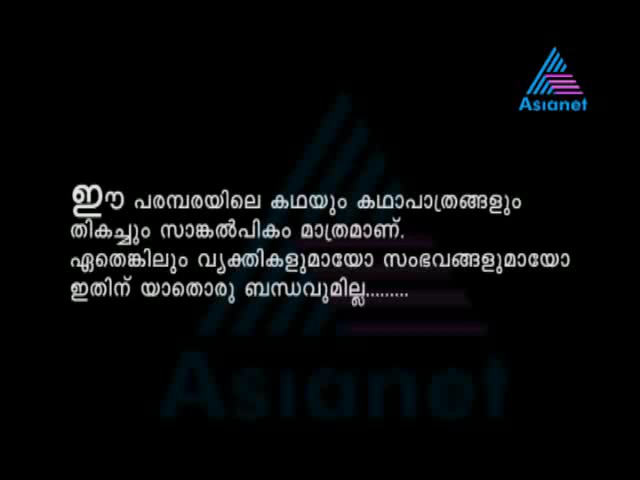 Asianet
ഈ പരമ്പരയിലെ കഥയും കഥാപാത്രങ്ങളും
തികച്ചും സാങ്കൽപികം മാത്രമാണ്.
ഏതെങ്കിലും വ്യക്തികളുമായോ സംഭവങ്ങളുമായോ
ഇതിന് യാതൊരു ബന്ധവുമില്ല.........
Asianet